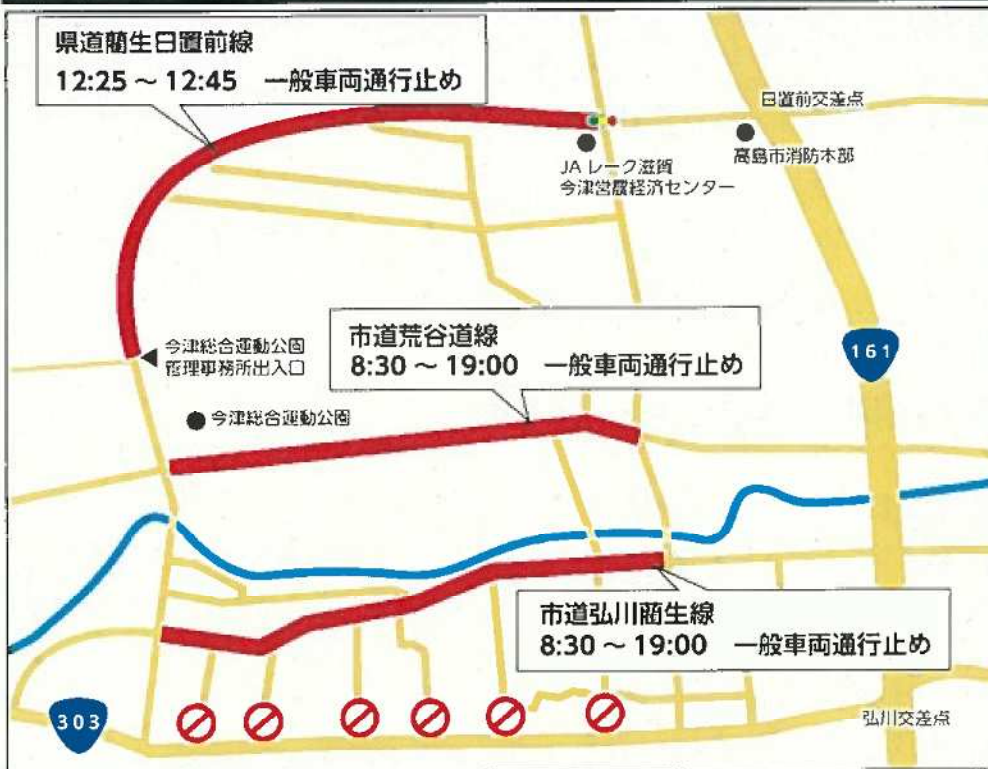 県道藺生日置前線
12:25 ~ 12:45 一般車両通行止め
日置前交差点
高島市消防本部
JA レーク滋賀
今津営農経済センター
161
今津総合運動公園
管理事務所出入口
市道荒谷道線
8:30 ~ 19:00 一般車両通行止め
今津総合運動公園
市道弘川藺生線
8:30 ~ 19:00 一般車両通行止め
303
弘川交差点